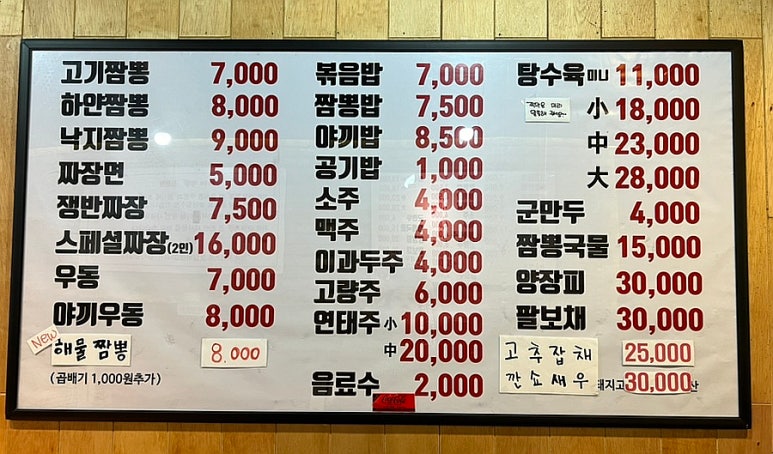 고기짬뽕 7,000
하얀짬뽕 8,000
낙지짬뽕 9,000
짜장면 5,000
쟁반짜장 7,500
스페셜짜장(2인) 16,000
우동 7,000
야끼우동 8,000
New
해물짬뽕 8.000
(곱배기 1,000원추가)
볶음밥 7,000
짬뽕밥 7,500
야끼밥 8,500
공기밥 1,000
소주 4,000
맥주 4,000
이과두주 4,000
고량주 6,000
연태주 小 10,000
中 20,000
음료수 2,000
탕수육 미니 11,000
小 18,000
中 23,000
大 28,000
군만두 4,000
짬뽕국물 15,000
양장피 30,000
팔보채 30,000
고추잡채 25,000
깐쇼새우 30,000